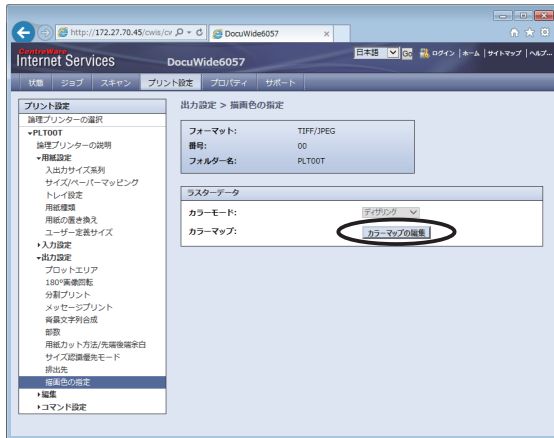 http://172.27.70.45/cwis/cv
DocuWide6057
CentreWare
Internet Services
DocuWide6057
日本語
Go
ログイン | ホーム | サイトマップ | ヘルプ...
状態 ジョブ スキャン プリント設定 プロパティ サポート
プリント設定
論理プリンターの選択
PLT00T
論理プリンターの説明
用紙設定
入出力サイズ系列
サイズ/ペーパーマッピング
トレイ設定
用紙種類
用紙の置き換え
ユーザー定義サイズ
入力設定
出力設定
プロットエリア
180°画像回転
分割プリント
メッセージプリント
背景文字列合成
部数
用紙カット方法/先端後端余白
サイズ認識優先モード
排出先
描画色の指定
編集
コマンド設定
出力設定 > 描画色の指定
フォーマット: TIFF/JPEG
番号: 00
フォルダー名: PLT00T
ラスターデータ
カラーモード: ディザリング
カラーマップ: カラーマップの編集